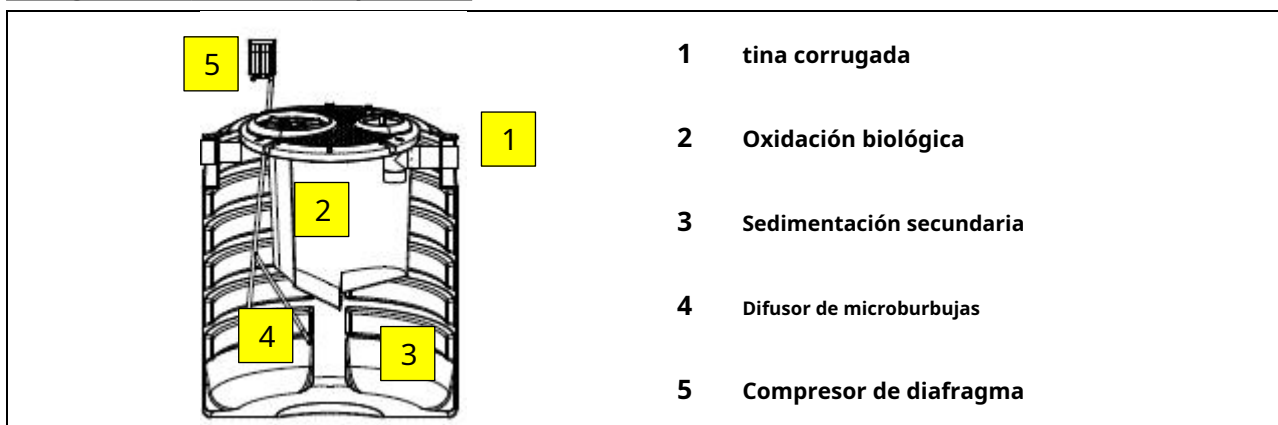 5
1
2
4
3
1 tina corrugada
2 Oxidación biológica
3 Sedimentación secundaria
4 Difusor de microburbujas
5 Compresor de diafragma